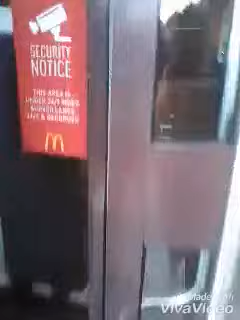 SECURITY
NOTICE
THIS AREA IS
UNDER 24/7 VIDEO
SURVEILLANCE
LIVE & RECORDED
Made with
VivaVideo